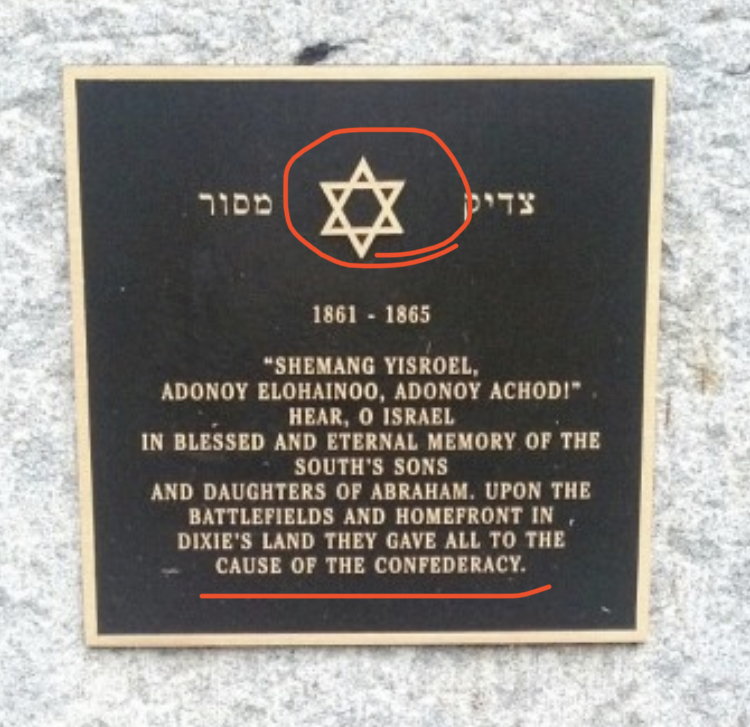 צדיק מסור
1861 - 1865
“SHEMANG YISROEL,
ADONOY ELOHAINOO, ADONOY ACHOD!”
HEAR, O ISRAEL
IN BLESSED AND ETERNAL MEMORY OF THE
SOUTH'S SONS
AND DAUGHTERS OF ABRAHAM. UPON THE
BATTLEFIELDS AND HOMEFRONT IN
DIXIE'S LAND THEY GAVE ALL TO THE
CAUSE OF THE CONFEDERACY.